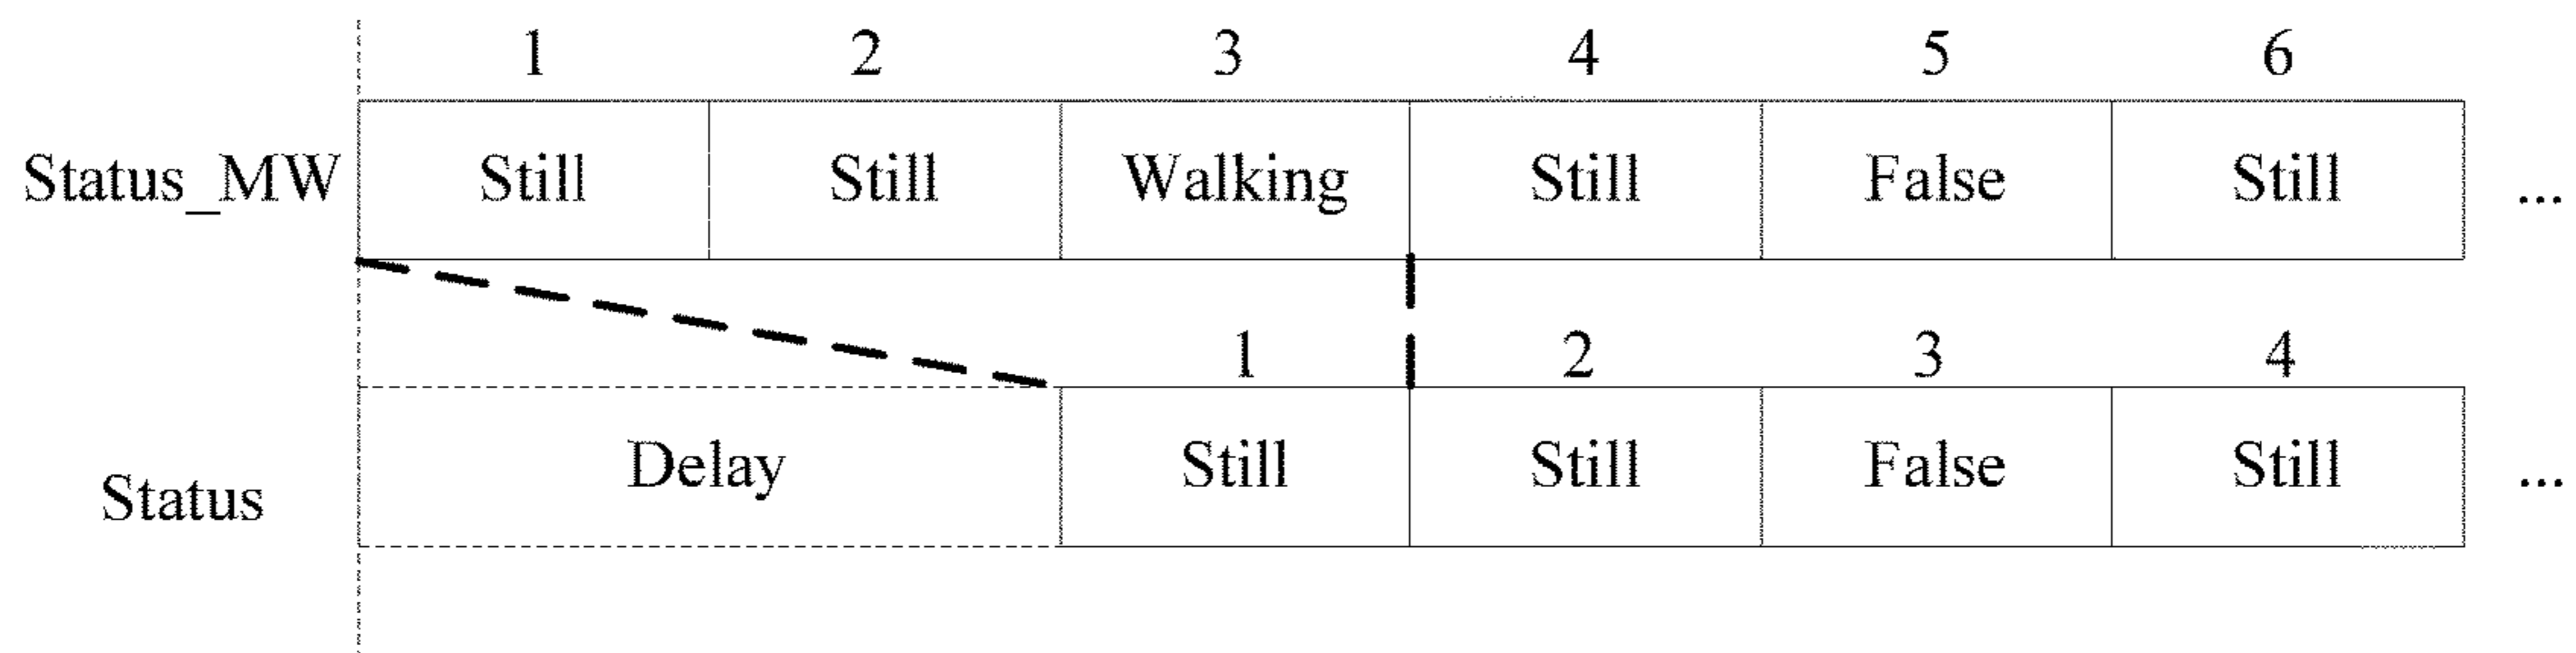 1 2 3 4 5 6
Status_MW Still Still Walking Still False Still ...
1 2 3 4
Status Delay Still Still False Still ...